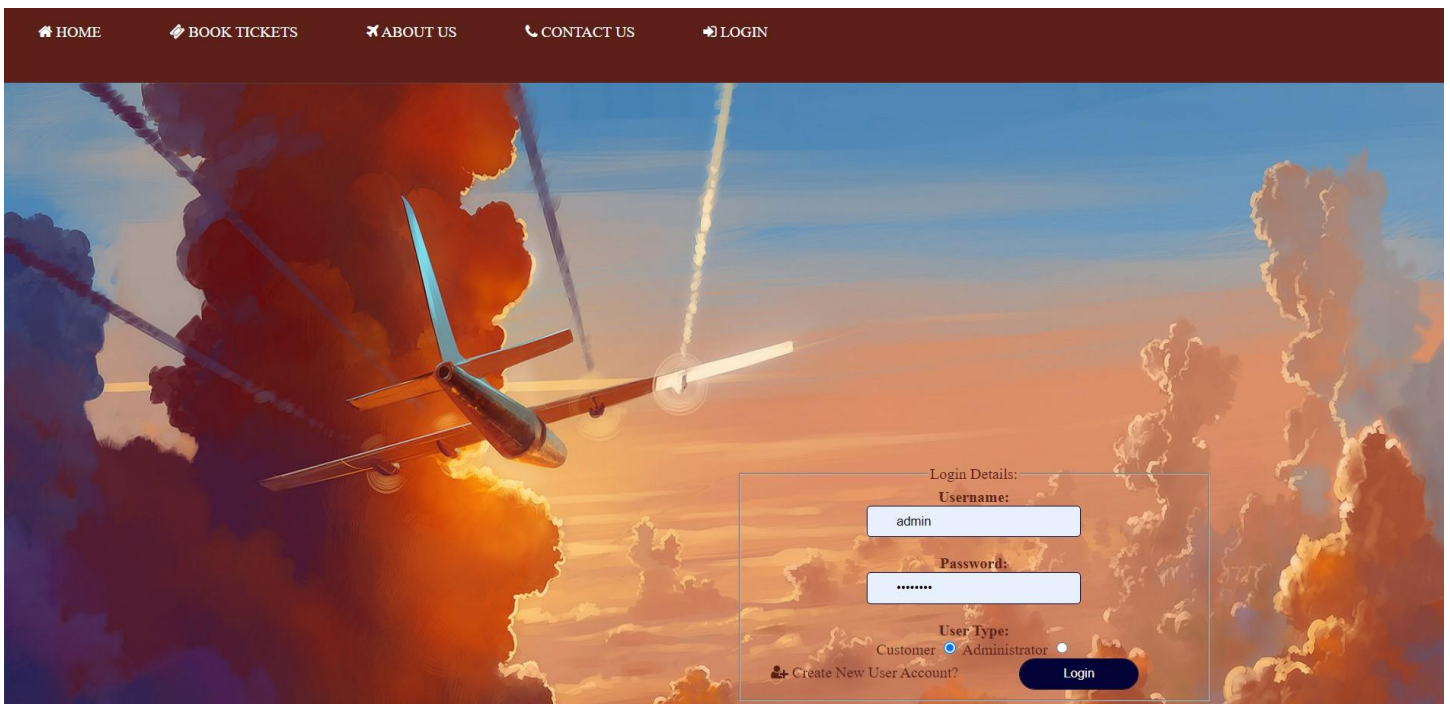 HOME BOOK TICKETS ABOUT US CONTACT US LOGIN
Login Details:
Username:
admin
Password:
••••••••
User Type:
Customer Administrator
Create New User Account? Login